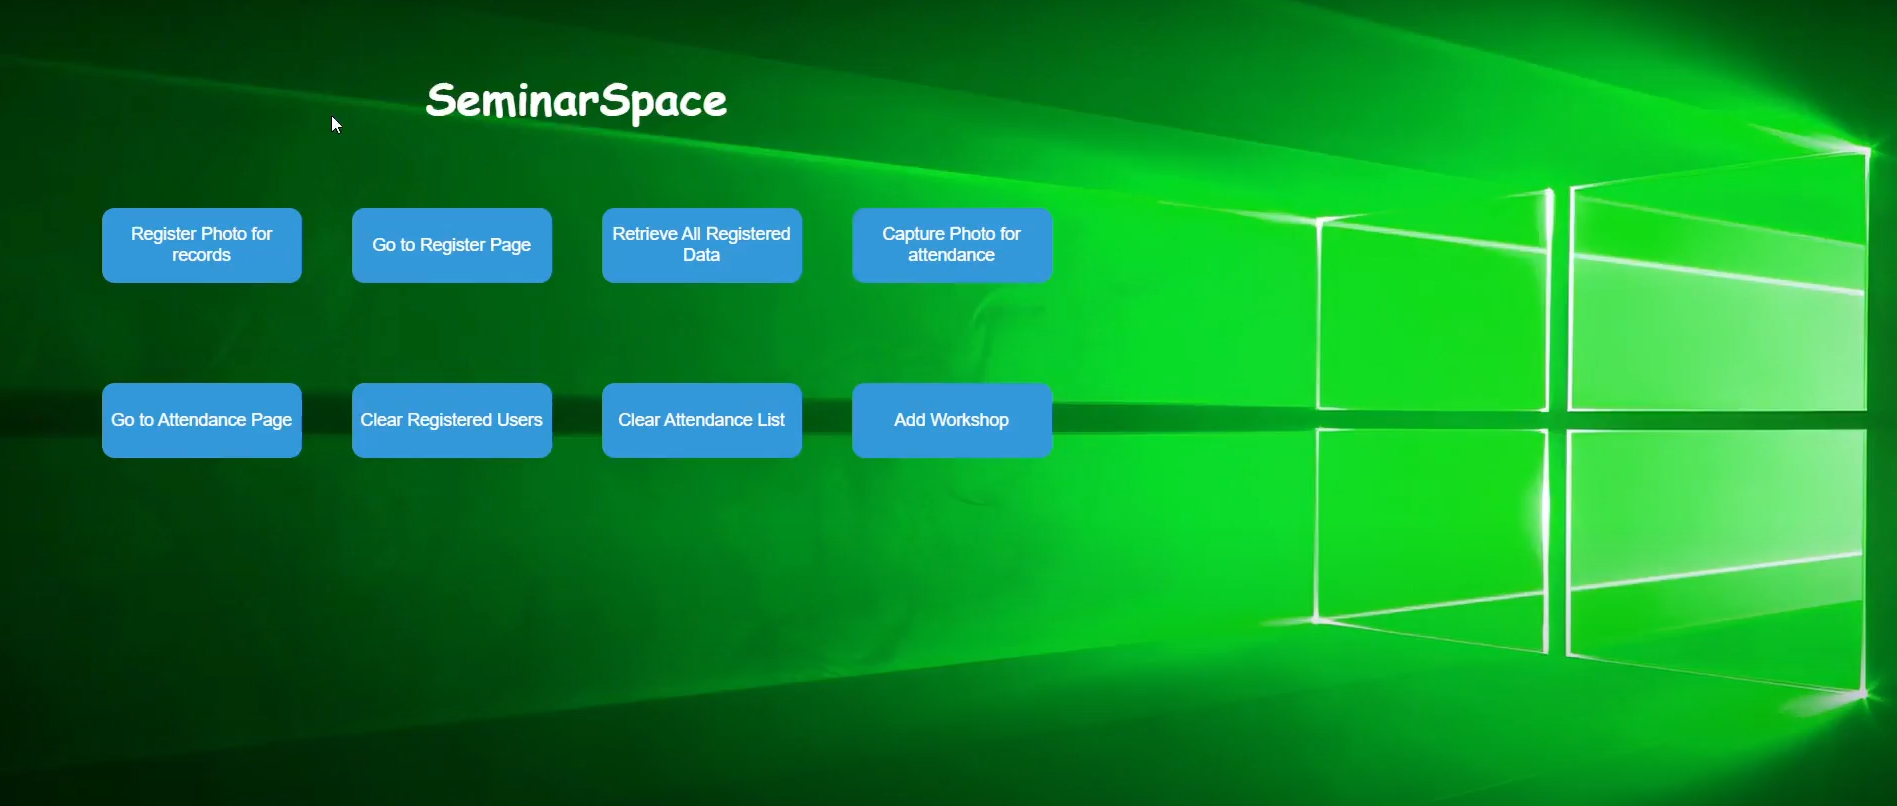 SeminarSpace
Register Photo for
records
Go to Register Page
Retrieve All Registered
Data
Capture Photo for
attendance
Go to Attendance Page
Clear Registered Users
Clear Attendance List
Add Workshop